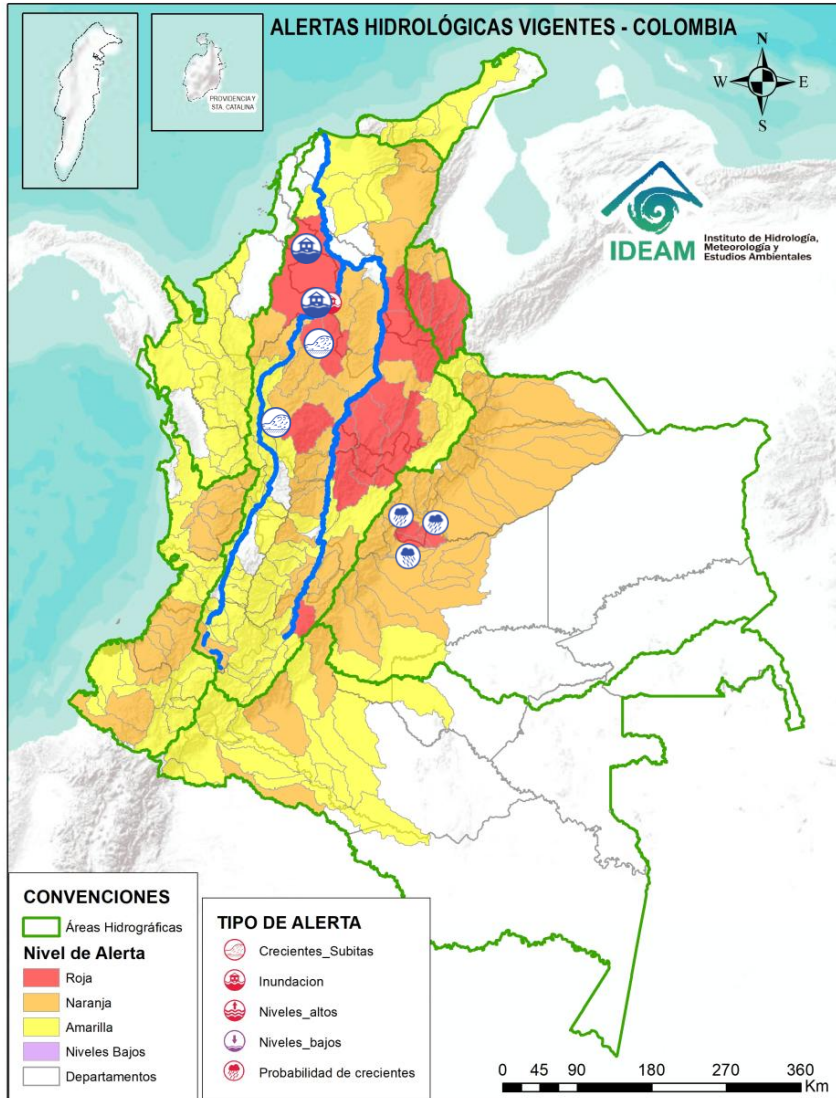 ALERTAS HIDROLÓGICAS VIGENTES - COLOMBIA
PROVIDENCIA Y
STA. CATALINA
N
W E
S
IDEAM
Instituto de Hidrología,
Meteorología y
Estudios Ambientales
CONVENCIONES
Áreas Hidrográficas
Nivel de Alerta
Roja
Naranja
Amarilla
Niveles Bajos
Departamentos
TIPO DE ALERTA
Crecientes_Subitas
Inundacion
Niveles_altos
Niveles_bajos
Probabilidad de crecientes
0 45 90 180 270 360
Km